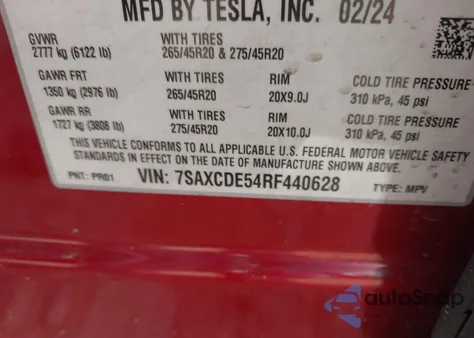 MFD BY TESLA, INC. 02/24
GVWR WITH TIRES
2777 kg (6122 lb) 265/45R20 & 275/45R20
GAWR FRT WITH TIRES RIM COLD TIRE PRESSURE
1350 kg (2976 lb) 265/45R20 20X9.0J 310 kPa, 45 psi
GAWR RR WITH TIRES RIM COLD TIRE PRESSURE
1727 kg (3808 lb) 275/45R20 20X10.0J 310 kPa, 45 psi
THIS VEHICLE CONFORMS TO ALL APPLICABLE U.S. FEDERAL MOTOR VEHICLE SAFETY
STANDARDS IN EFFECT ON THE DATE OF MANUFACTURE SHOWN ABOVE.
PNT: PR01 VIN: 7SAXCDE54RF440628 TYPE: MPV
autoSnap